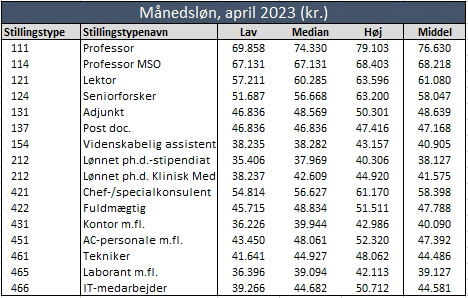 Månedsløn, april 2023 (kr.)
Stillingstype Stillingstypenavn Lav Median Høj Middel
111 Professor 69.858 74.330 79.103 76.630
114 Professor MSO 67.131 67.131 68.403 68.218
121 Lektor 57.211 60.285 63.596 61.080
124 Seniorforsker 51.687 56.668 63.200 58.047
131 Adjunkt 46.836 48.569 50.301 48.639
137 Post doc. 46.836 46.836 47.416 47.168
154 Videnskabelig assistent 38.235 38.282 43.157 40.905
212 Lønnet ph.d.-stipendiat 35.406 37.969 40.306 38.127
212 Lønnet ph.d. Klinisk Med 38.237 42.609 44.920 41.575
421 Chef-/specialkonsulent 54.814 56.627 61.170 58.398
422 Fuldmægtig 45.715 48.834 51.511 47.788
431 Kontor m.fl. 36.226 39.944 42.986 40.090
451 AC-personale m.fl. 43.450 48.061 52.320 47.392
461 Tekniker 41.641 44.927 48.062 44.486
465 Laborant m.fl. 36.396 39.094 42.113 39.127
466 IT-medarbejder 39.266 44.682 50.712 44.581